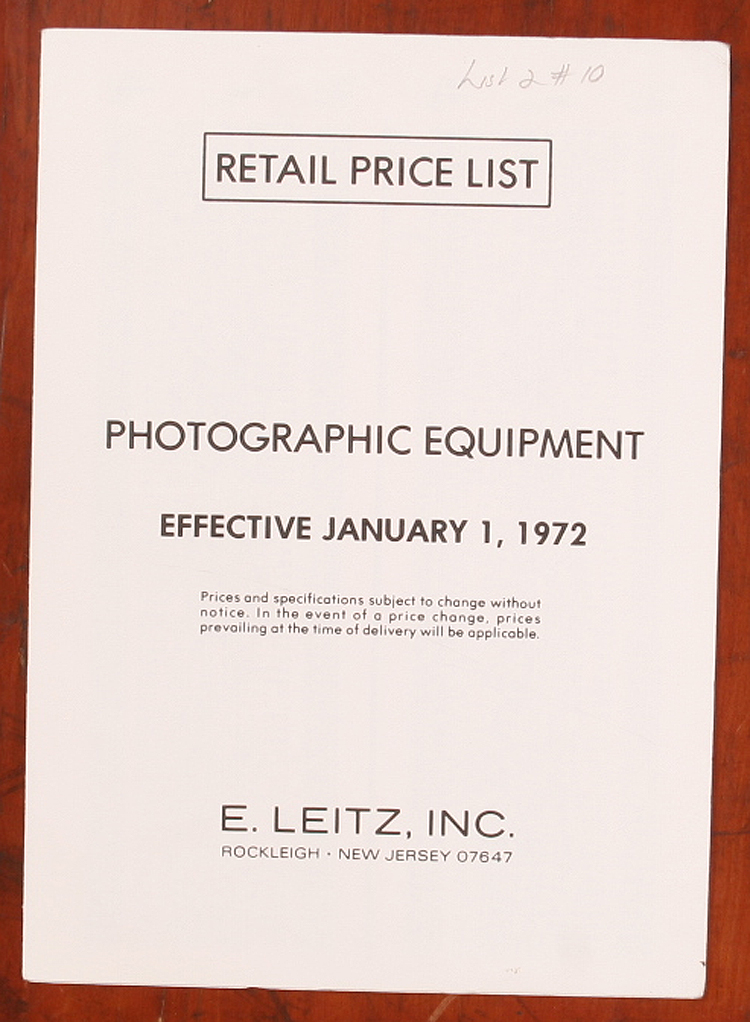 List 2 #10
RETAIL PRICE LIST
PHOTOGRAPHIC EQUIPMENT
EFFECTIVE JANUARY 1, 1972
Prices and specifications subject to change without
notice. In the event of a price change, prices
prevailing at the time of delivery will be applicable.
E. LEITZ, INC.
ROCKLEIGH · NEW JERSEY 07647